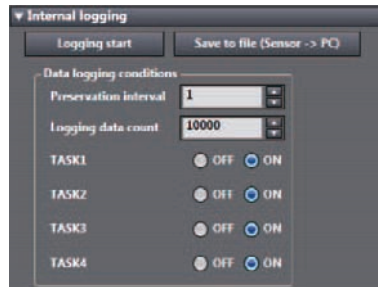 Internal logging
Logging start Save to file (Sensor -> PC)
Data logging conditions
Preservation interval 1
Logging data count 10000
TASK1 OFF ON
TASK2 OFF ON
TASK3 OFF ON
TASK4 OFF ON